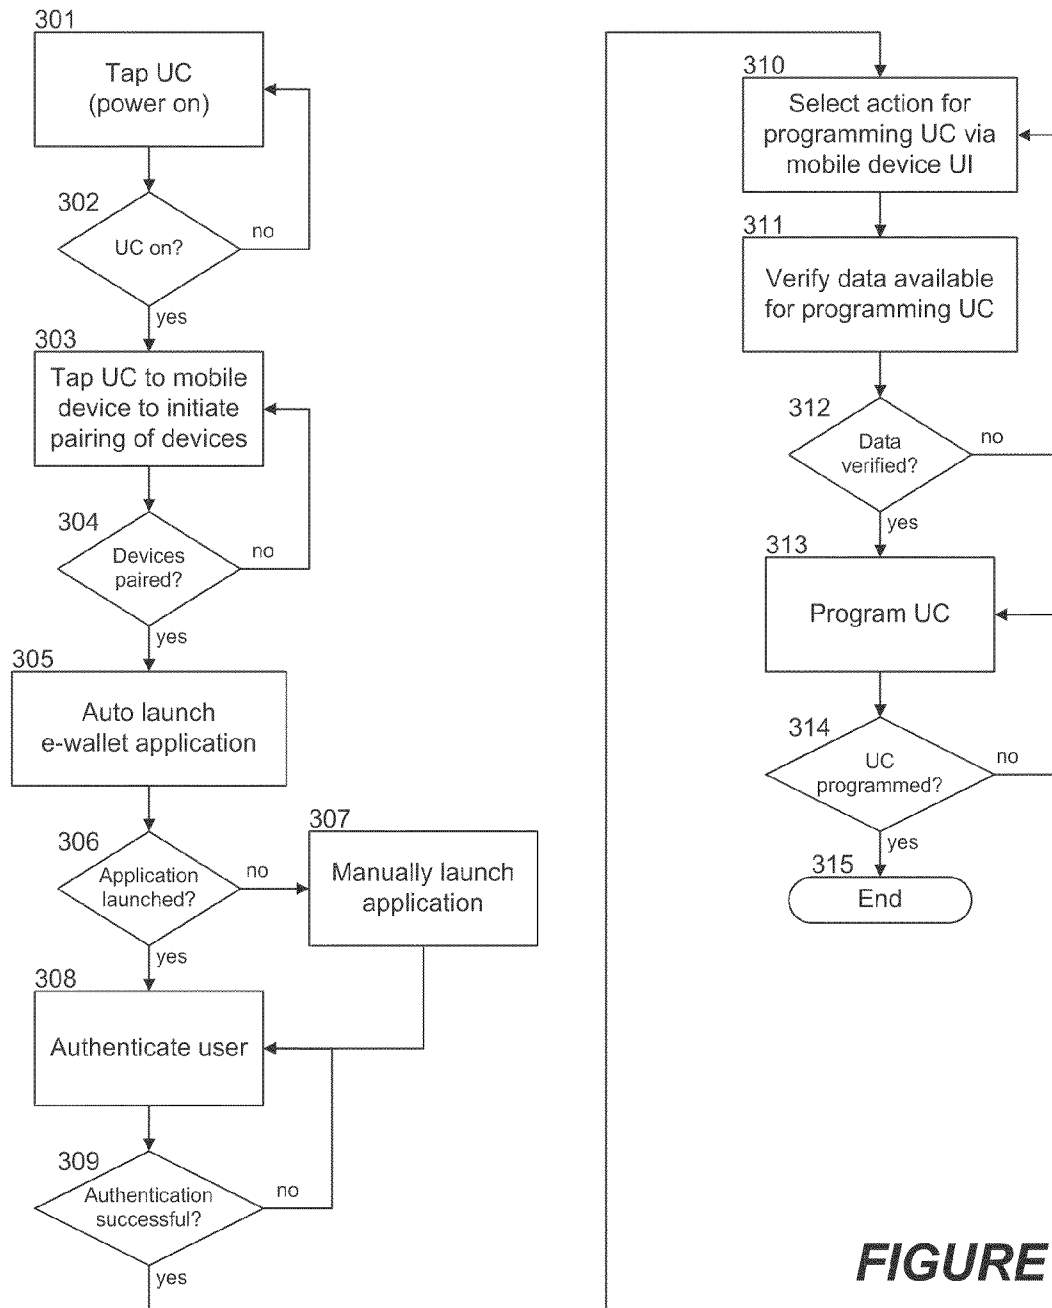 301
Tap UC
(power on)
302
UC on?
no
yes
303
Tap UC to mobile
device to initiate
pairing of devices
304
Devices
paired?
no
yes
305
Auto launch
e-wallet application
306
Application
launched?
no
yes
307
Manually launch
application
308
Authenticate user
309
Authentication
successful?
no
yes
310
Select action for
programming UC via
mobile device UI
311
Verify data available
for programming UC
312
Data
verified?
no
yes
313
Program UC
314
UC
programmed?
no
yes
315
End
FIGURE